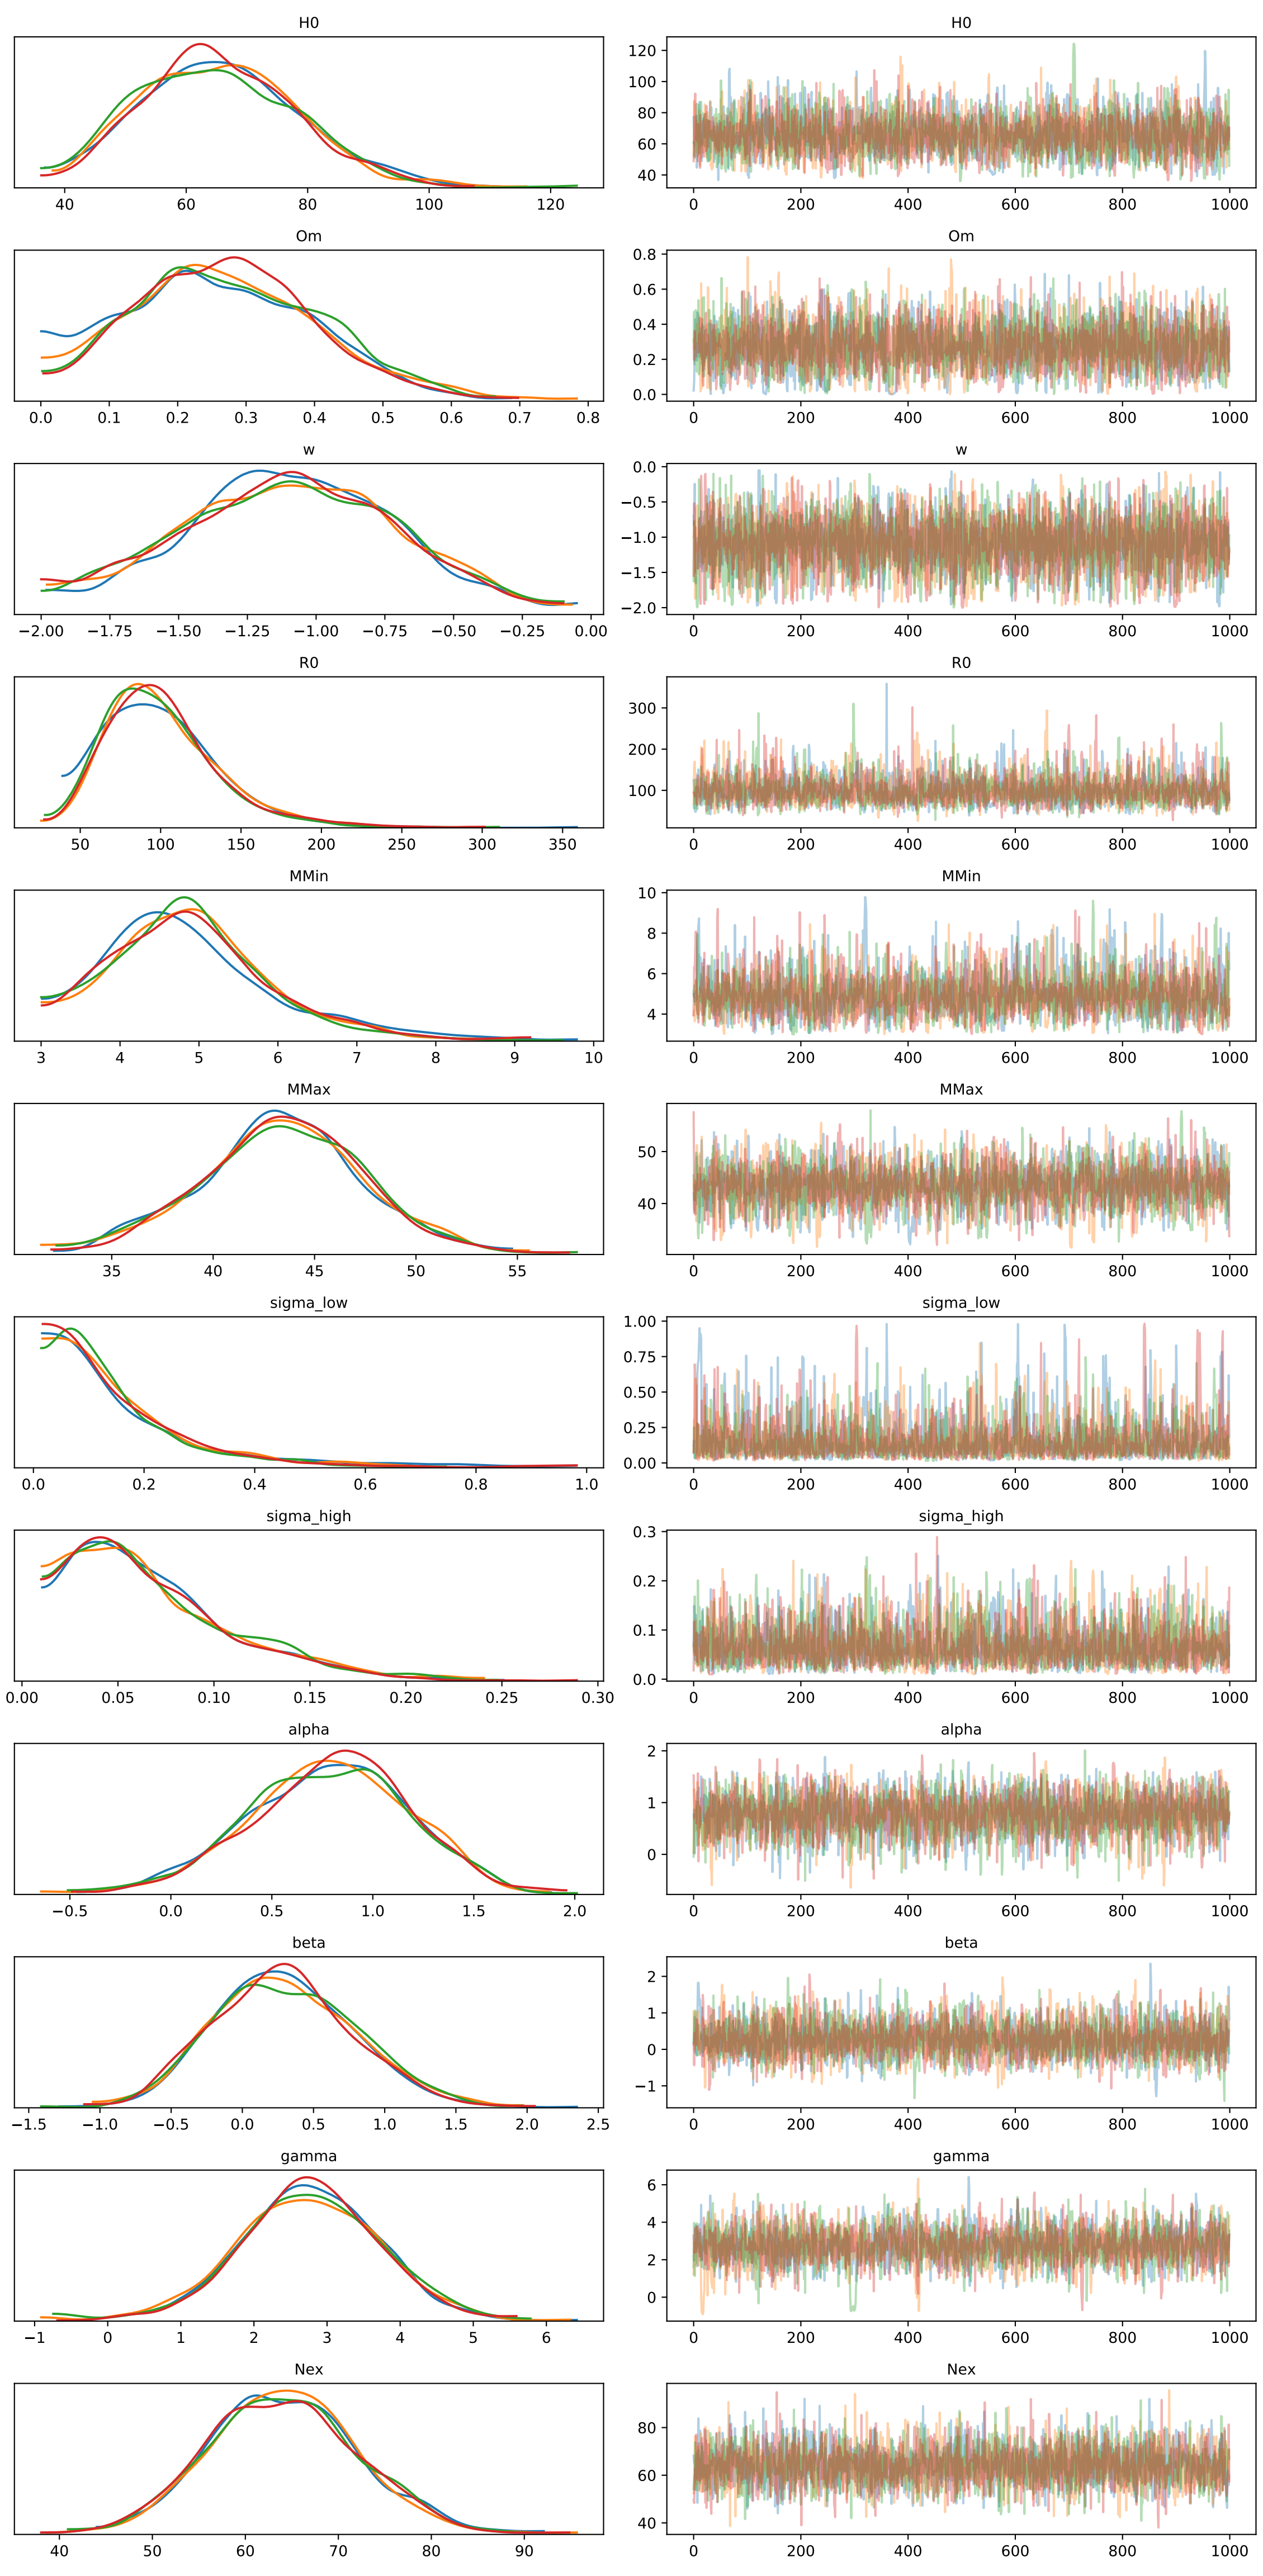 H0 H0
120
100
80
60
40
40 60 80 100 120 0 200 400 600 800 1000
Om Om
0.8
0.6
0.4
0.2
0.0
0.0 0.1 0.2 0.3 0.4 0.5 0.6 0.7 0.8 0 200 400 600 800 1000
w w
0.0
−0.5
−1.0
−1.5
−2.0
−2.00 −1.75 −1.50 −1.25 −1.00 −0.75 −0.50 −0.25 0.00 0 200 400 600 800 1000
R0 R0
300
200
100
50 100 150 200 250 300 350 0 200 400 600 800 1000
MMin MMin
10
8
6
4
3 4 5 6 7 8 9 10 0 200 400 600 800 1000
MMax MMax
50
40
35 40 45 50 55 0 200 400 600 800 1000
sigma_low sigma_low
1.00
0.75
0.50
0.25
0.00
0.0 0.2 0.4 0.6 0.8 1.0 0 200 400 600 800 1000
sigma_high sigma_high
0.3
0.2
0.1
0.0
0.00 0.05 0.10 0.15 0.20 0.25 0.30 0 200 400 600 800 1000
alpha alpha
2
1
0
−0.5 0.0 0.5 1.0 1.5 2.0 0 200 400 600 800 1000
beta beta
2
1
0
−1
−1.5 −1.0 −0.5 0.0 0.5 1.0 1.5 2.0 2.5 0 200 400 600 800 1000
gamma gamma
6
4
2
0
−1 0 1 2 3 4 5 6 0 200 400 600 800 1000
Nex Nex
80
60
40
40 50 60 70 80 90 0 200 400 600 800 1000